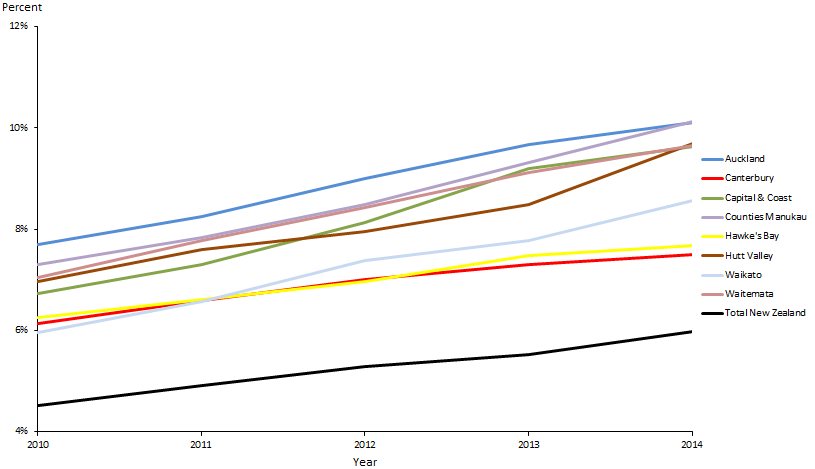 Percent
12%
10%
8%
6%
4%
2010 2011 2012 2013 2014
Year
Auckland
Canterbury
Capital & Coast
Counties Manukau
Hawke's Bay
Hutt Valley
Waikato
Waitemata
Total New Zealand